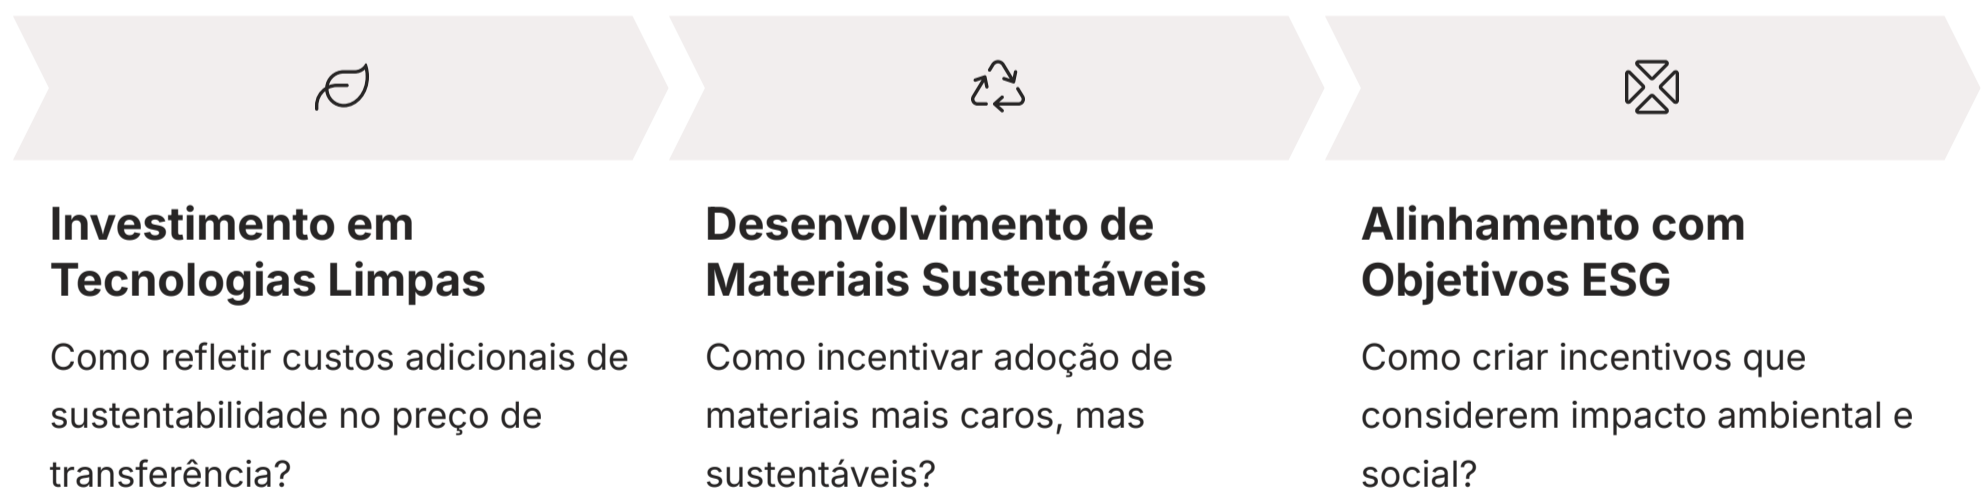 Investimento em
Tecnologias Limpas
Como refletir custos adicionais de
sustentabilidade no preço de
transferência?
Desenvolvimento de
Materiais Sustentáveis
Como incentivar adoção de
materiais mais caros, mas
sustentáveis?
Alinhamento com
Objetivos ESG
Como criar incentivos que
considerem impacto ambiental e
social?